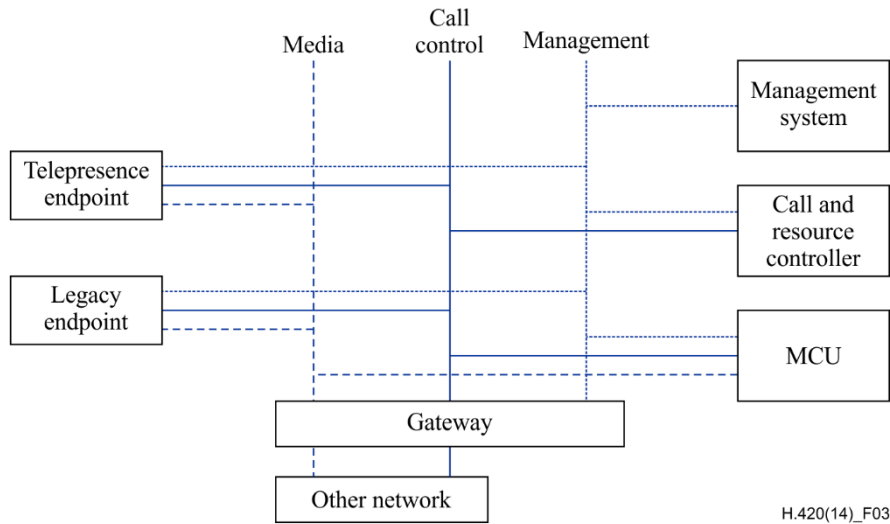 Media
Call
control
Management
Management
system
Telepresence
endpoint
Call and
resource
controller
Legacy
endpoint
MCU
Gateway
Other network
H.420(14)_F03